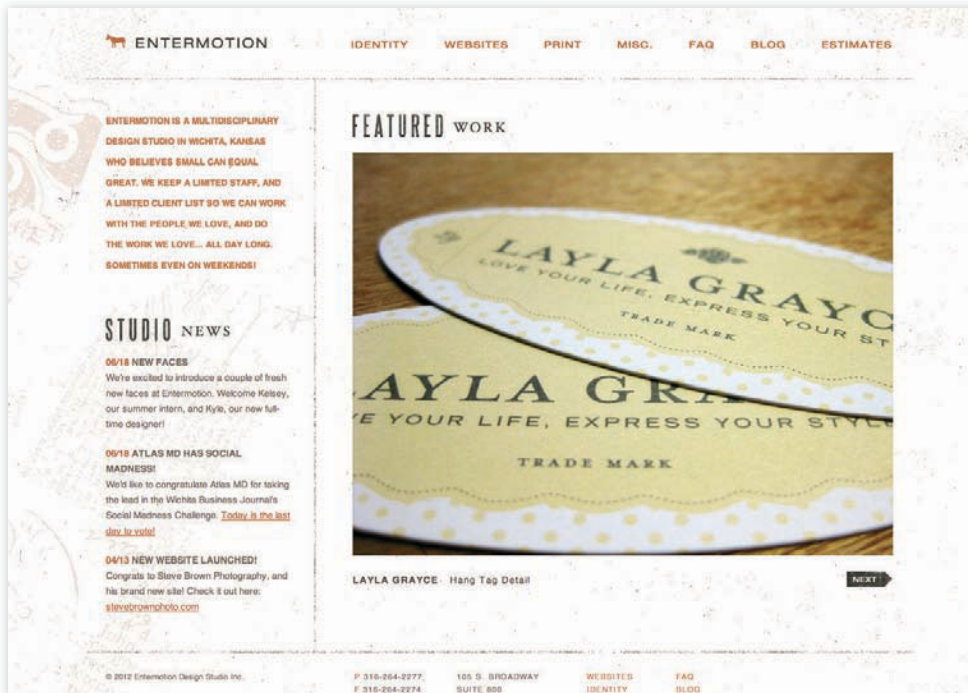 ENTERMOTION
IDENTITY WEBSITES PRINT MISC. FAQ BLOG ESTIMATES
ENTERMOTION IS A MULTIDISCIPLINARY
DESIGN STUDIO IN WICHITA, KANSAS
WHO BELIEVES SMALL CAN EQUAL
GREAT. WE KEEP A LIMITED STAFF, AND
A LIMITED CLIENT LIST SO WE CAN WORK
WITH THE PEOPLE WE LOVE, AND DO
THE WORK WE LOVE... ALL DAY LONG.
SOMETIMES EVEN ON WEEKENDS!
STUDIO NEWS
06/18 NEW FACES
We're excited to introduce a couple of fresh
new faces at Entermotion. Welcome Kelsey,
our summer intern, and Kyle, our new full-
time designer!
06/18 ATLAS MD HAS SOCIAL
MADNESS!
We'd like to congratulate Atlas MD for taking
the lead in the Wichita Business Journal's
Social Madness Challenge. Today is the last
day to vote!
04/13 NEW WEBSITE LAUNCHED!
Congrats to Steve Brown Photography, and
his brand new site! Check it out here:
stevebrownphoto.com
FEATURED WORK
LAYLA GRAYC
LOVE YOUR LIFE, EXPRESS YOUR ST
TRADE MARK
AYLA GRA
E YOUR LIFE, EXPRESS YOUR STYLE
TRADE MARK
LAYLA GRAYCE Hang Tag Detail
NEXT
© 2012 Entermotion Design Studio Inc.
P 316-264-2277, 105 S. BROADWAY WEBSITES FAQ
F 316-264-2274 SUITE 800 IDENTITY BLOG